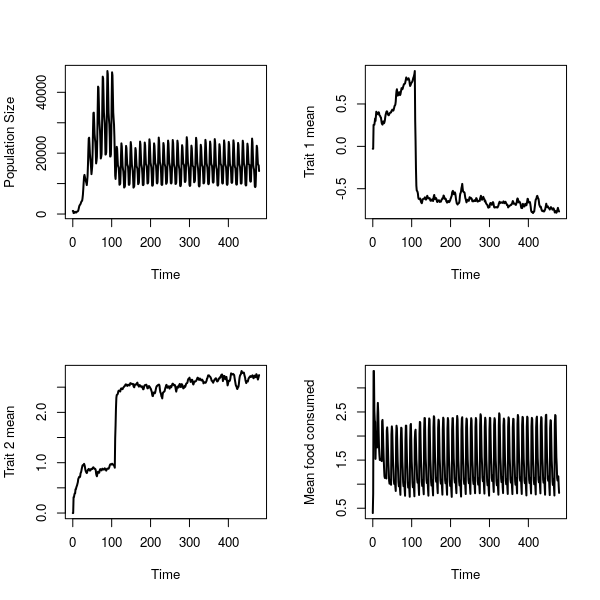 Population Size
0 20000 40000
0 100 200 300 400
Time
Trait 1 mean
-0.5 0.0 0.5
0 100 200 300 400
Time
Trait 2 mean
0.0 1.0 2.0
0 100 200 300 400
Time
Mean food consumed
0.5 1.5 2.5
0 100 200 300 400
Time